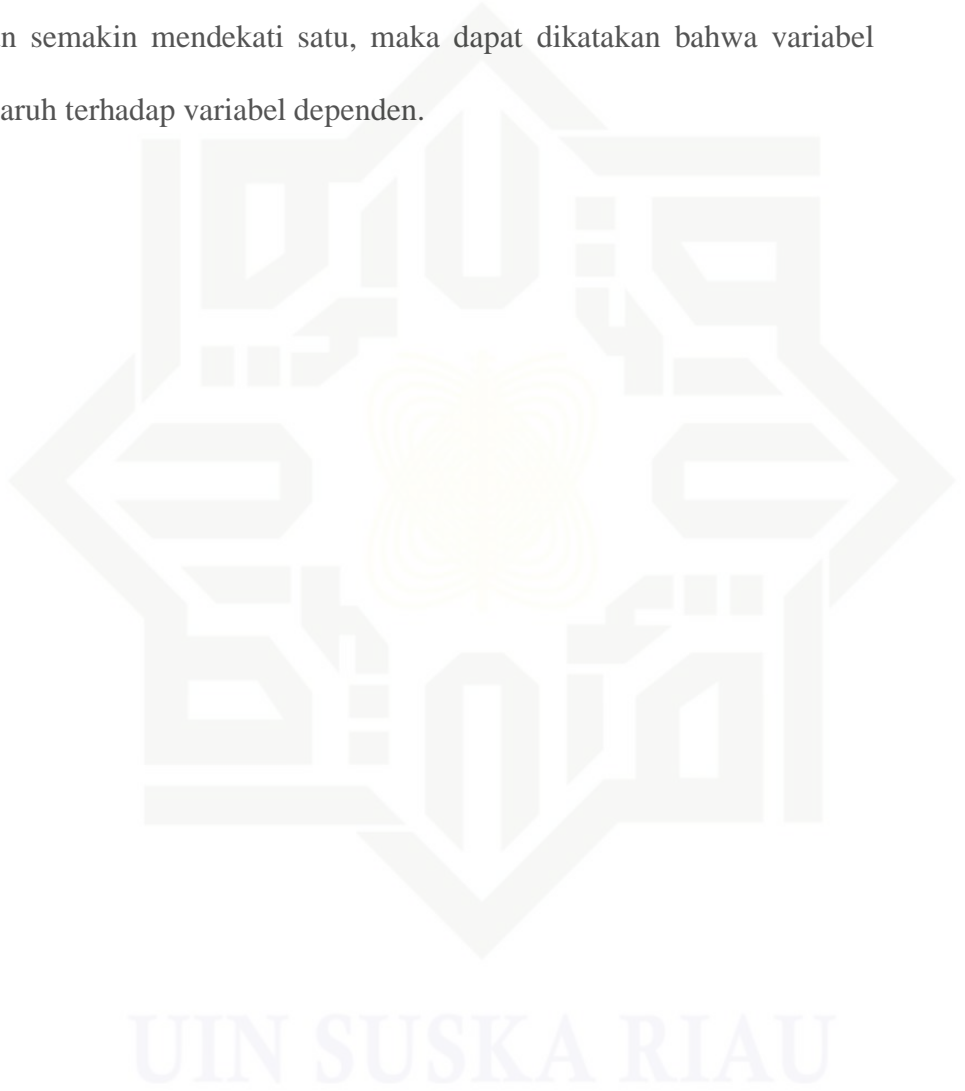 n semakin mendekati satu, maka dapat dikatakan bahwa variabel
aruh terhadap variabel dependen.
UIN SUSKA RIAU